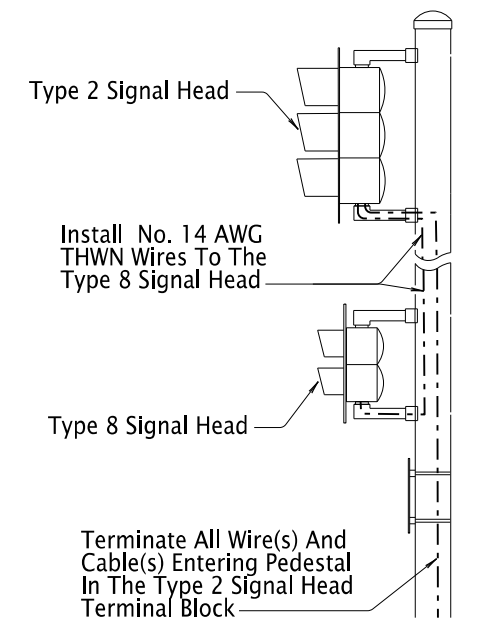 Type 2 Signal Head
Install No. 14 AWG
THWN Wires To The
Type 8 Signal Head
Type 8 Signal Head
Terminate All Wire(s) And
Cable(s) Entering Pedestal
In The Type 2 Signal Head
Terminal Block